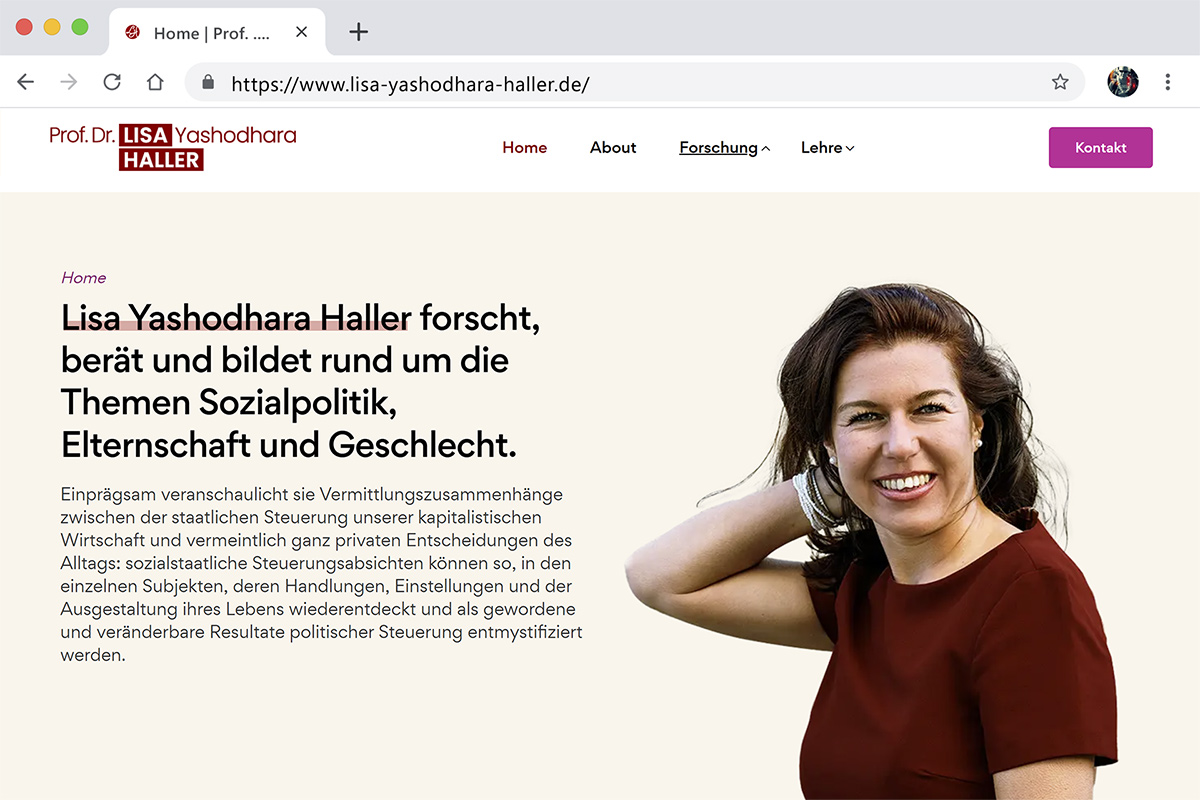 Home | Prof. ....
https://www.lisa-yashodhara-haller.de/
Prof. Dr. LISA Yashodhara
HALLER
Home About Forschung Lehre Kontakt
Home
Lisa Yashodhara Haller forscht,
berät und bildet rund um die
Themen Sozialpolitik,
Elternschaft und Geschlecht.
Einprägsam veranschaulicht sie Vermittlungszusammenhänge
zwischen der staatlichen Steuerung unserer kapitalistischen
Wirtschaft und vermeintlich ganz privaten Entscheidungen des
Alltags: sozialstaatliche Steuerungsabsichten können so, in den
einzelnen Subjekten, deren Handlungen, Einstellungen und der
Ausgestaltung ihres Lebens wiederentdeckt und als gewordene
und veränderbare Resultate politischer Steuerung entmystifiziert
werden.